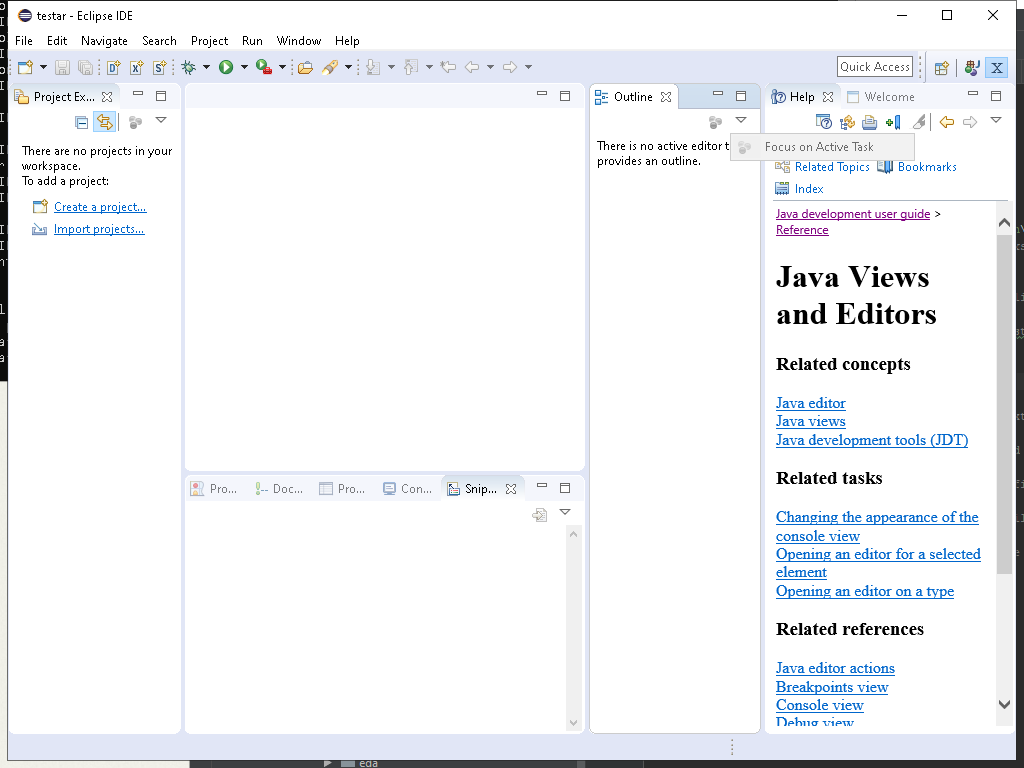 testar - Eclipse IDE
File Edit Navigate Search Project Run Window Help
Quick Access
Project Ex...
Outline
Help
Welcome
There are no projects in your
workspace.
To add a project:
Create a project...
Import projects...
There is no active editor t
provides an outline.
Focus on Active Task
Related Topics
Bookmarks
Index
Java development user guide >
Reference
Java Views
and Editors
Related concepts
Java editor
Java views
Java development tools (JDT)
Related tasks
Changing the appearance of the
console view
Opening an editor for a selected
element
Opening an editor on a type
Related references
Java editor actions
Breakpoints view
Console view
Debug view
Pro...
Doc...
Pro...
Con...
Snip...
eda